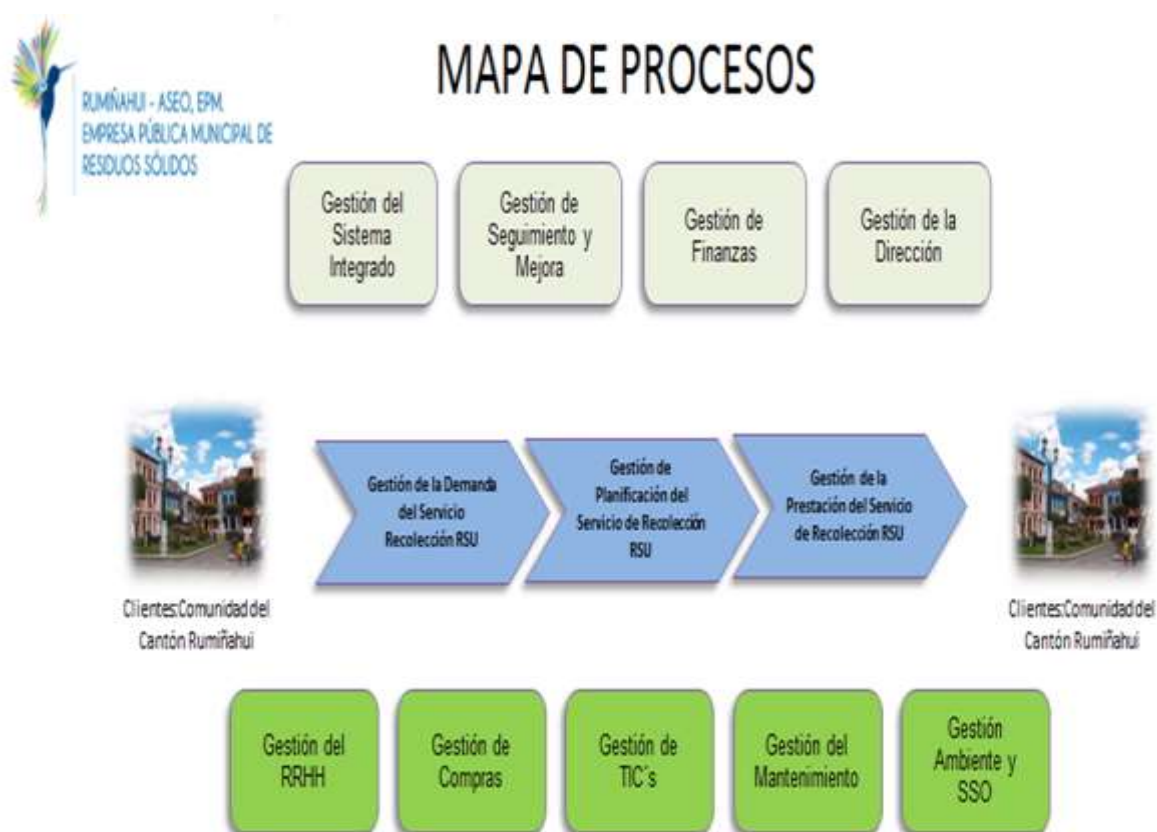 MAPA DE PROCESOS
RUMIÑAHUI - ASEO, EPM.
EMPRESA PÚBLICA MUNICIPAL DE
RESIDUOS SÓLIDOS
Gestión del
Sistema
Integrado
Gestión de
Seguimiento y
Mejora
Gestión de
Finanzas
Gestión de la
Dirección
Gestión de la Demanda
del Servicio
Recolección RSU
Gestión de
Planificación del
Servicio de Recolección
RSU
Gestión de la
Prestación del Servicio
de Recolección RSU
Clientes:Comunidad del
Cantón Rumiñahui
Clientes:Comunidad del
Cantón Rumiñahui
Gestión del
RRHH
Gestión de
Compras
Gestión de
TIC´s
Gestión del
Mantenimiento
Gestión
Ambiente y
SSO